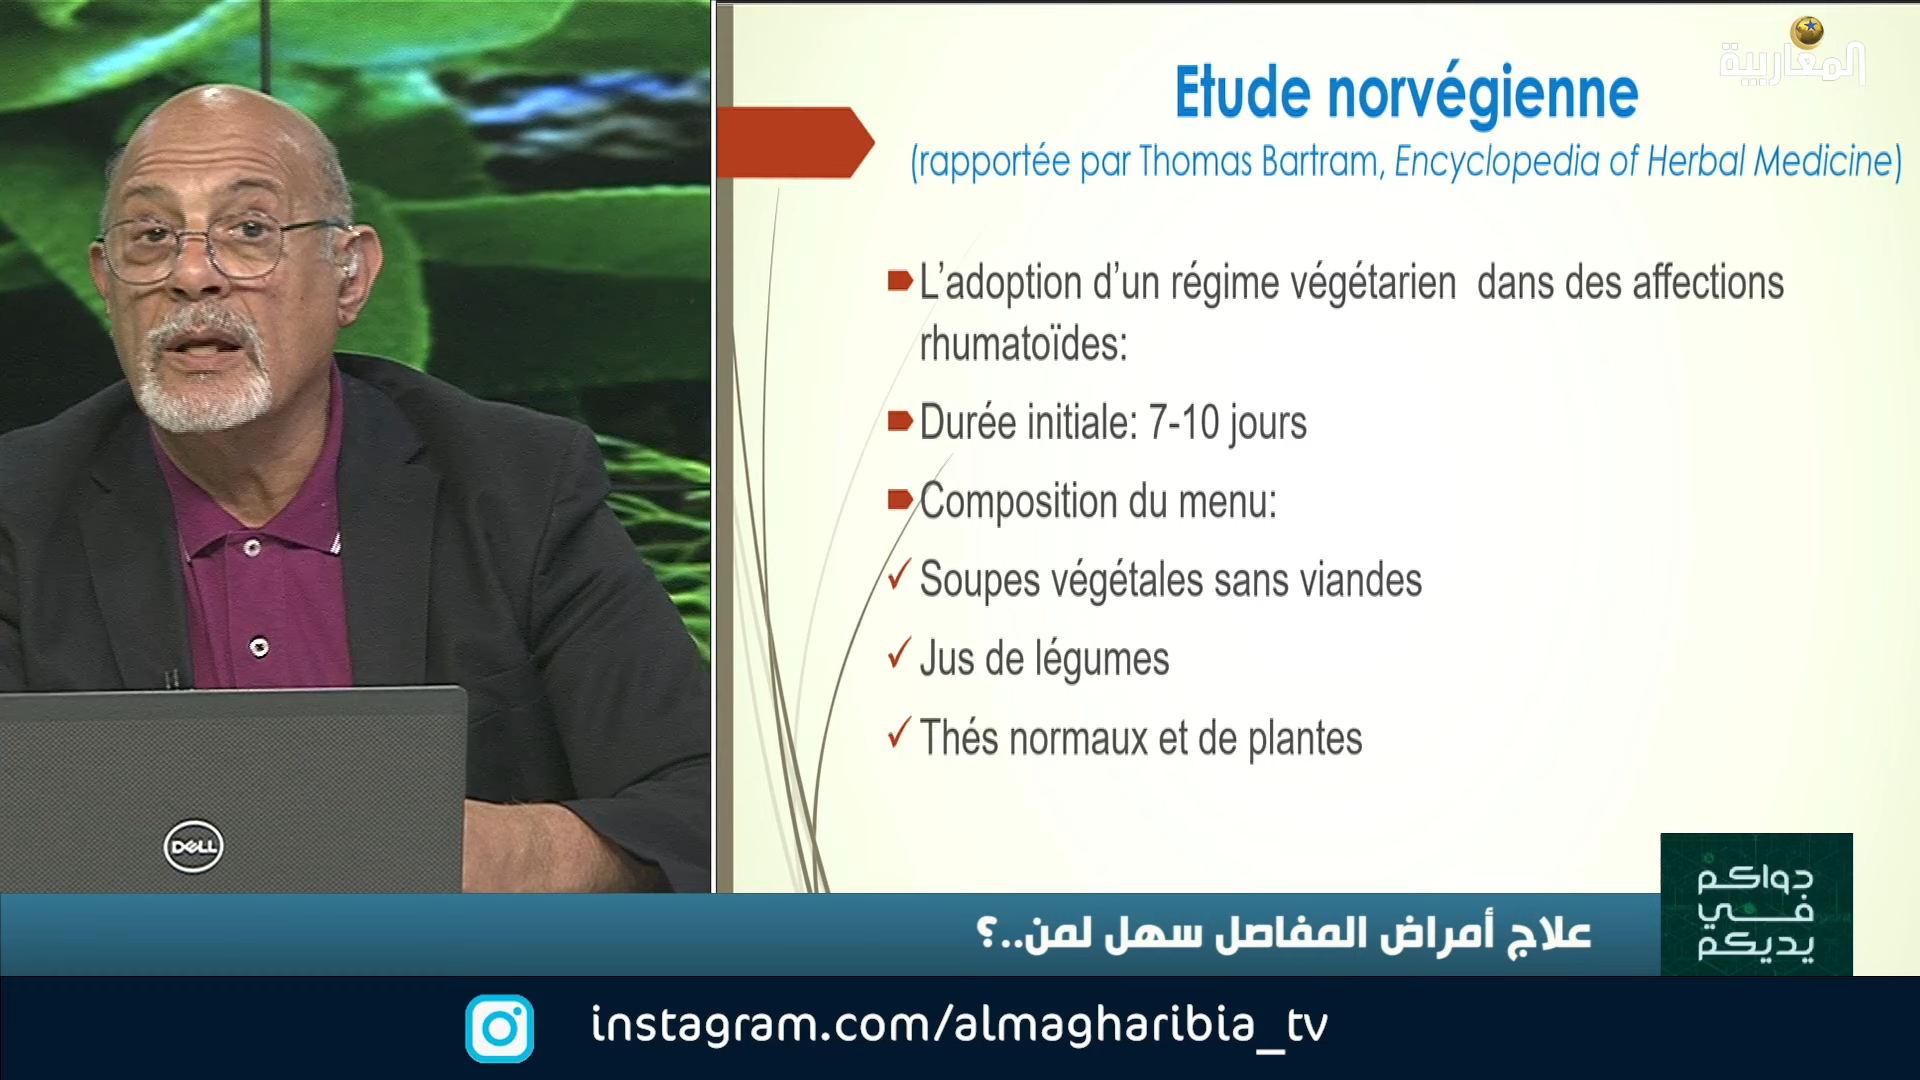 المغاربية
Etude norvégienne
(rapportée par Thomas Bartram, Encyclopedia of Herbal Medicine)
L’adoption d’un régime végétarien dans des affections
rhumatoïdes:
Durée initiale: 7-10 jours
Composition du menu:
Soupes végétales sans viandes
Jus de légumes
Thés normaux et de plantes
DELL
دواكم
في
يديكم
علاج أمراض المفاصل سهل لمن..؟
instagram.com/almagharibia_tv